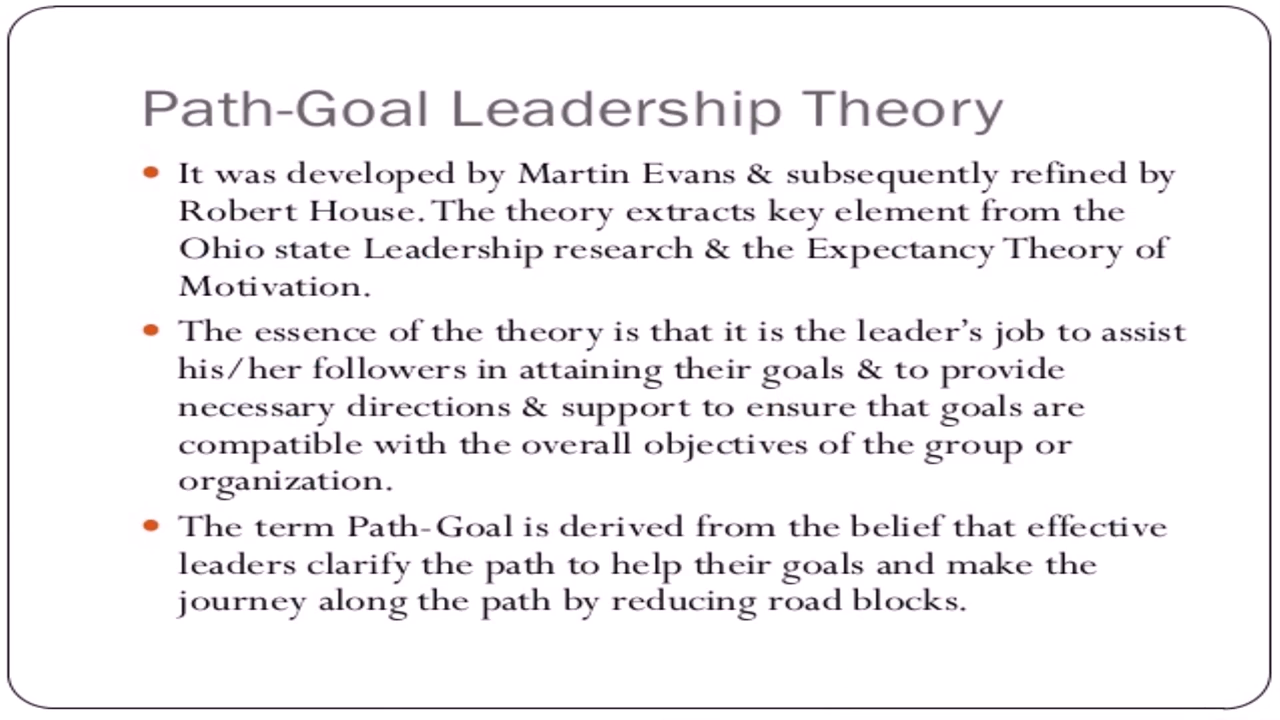 Path-Goal Leadership Theory
• It was developed by Martin Evans & subsequently refined by
Robert House. The theory extracts key element from the
Ohio state Leadership research & the Expectancy Theory of
Motivation.
• The essence of the theory is that it is the leader’s job to assist
his/her followers in attaining their goals & to provide
necessary directions & support to ensure that goals are
compatible with the overall objectives of the group or
organization.
• The term Path-Goal is derived from the belief that effective
leaders clarify the path to help their goals and make the
journey along the path by reducing road blocks.